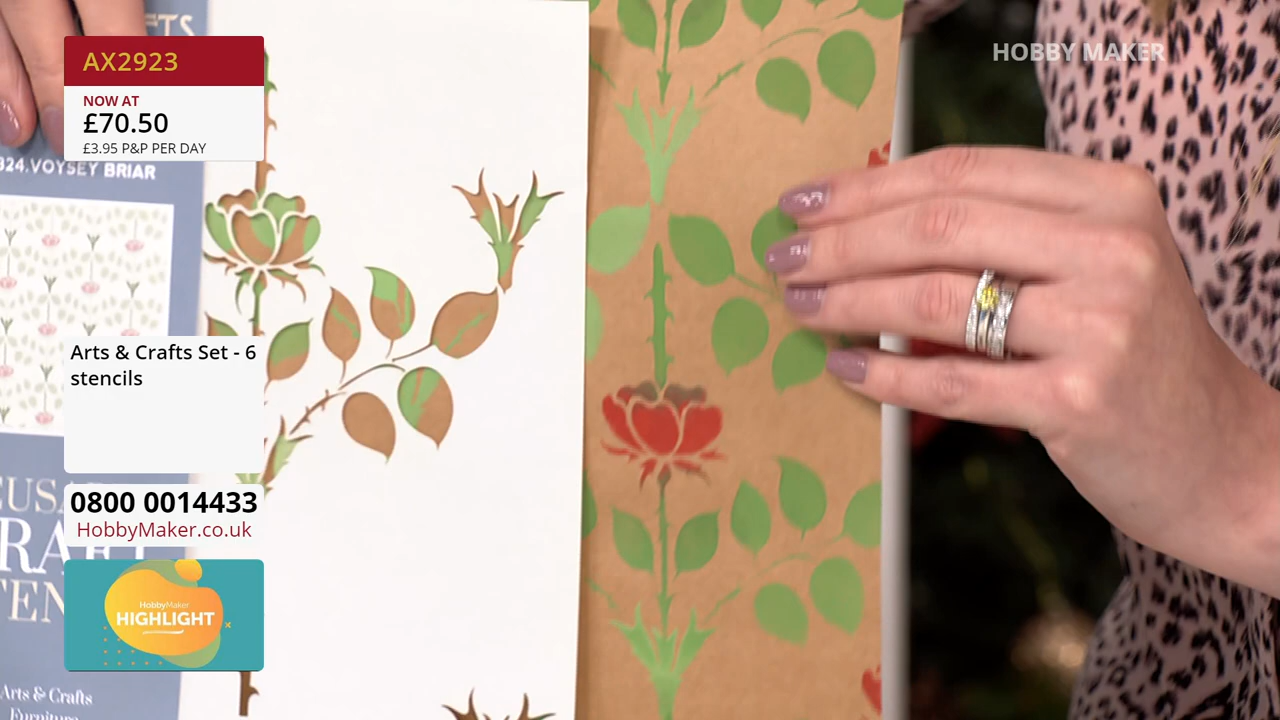 AX2923
NOW AT
£70.50
£3.95 P&P PER DAY
HOBBY MAKER
324.VOYSEY BRIAR
Arts & Crafts Set - 6
stencils
0800 0014433
HobbyMaker.co.uk
HobbyMaker
HIGHLIGHT
Arts & Crafts
Furniture